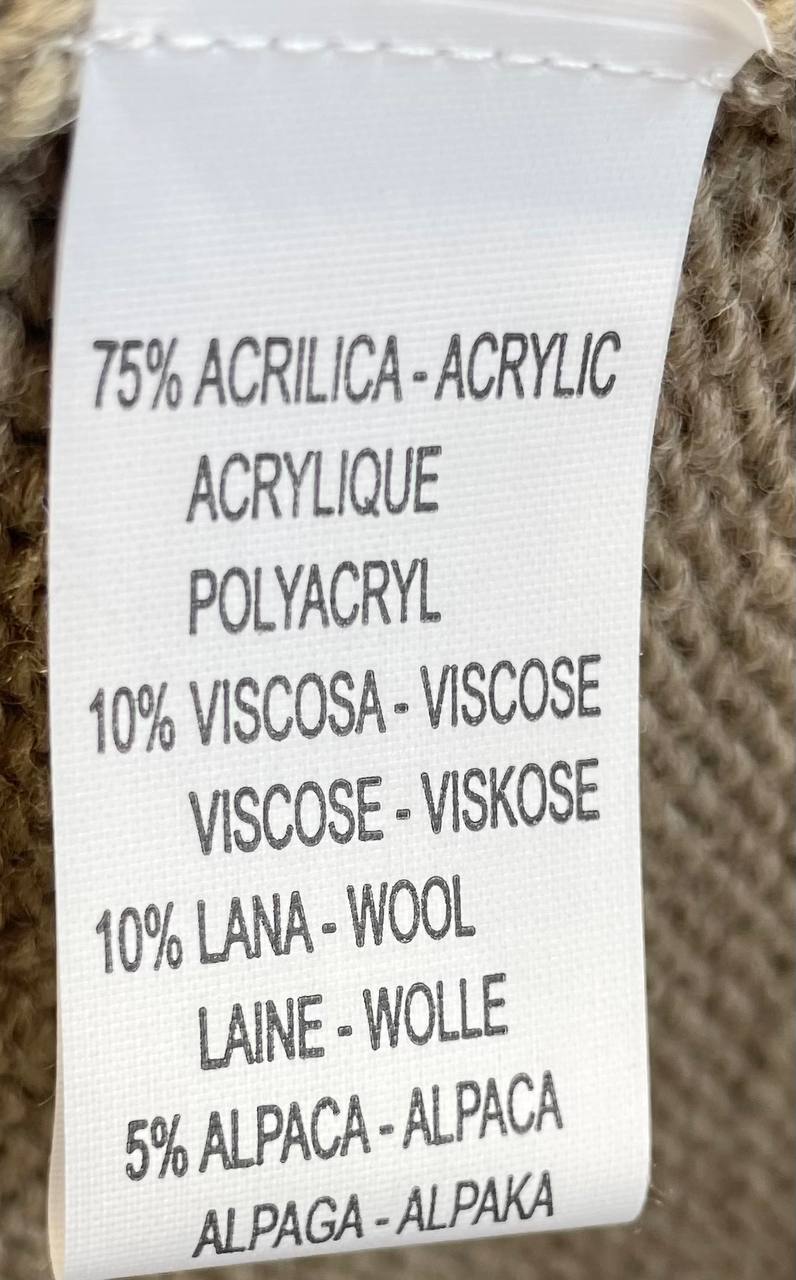 75% ACRILICA - ACRYLIC
ACRYLIQUE
POLYACRYL
10% VISCOSA - VISCOSE
VISCOSE - VISKOSE
10% LANA - WOOL
LAINE - WOLLE
5% ALPACA - ALPACA
ALPAGA - ALPAKA